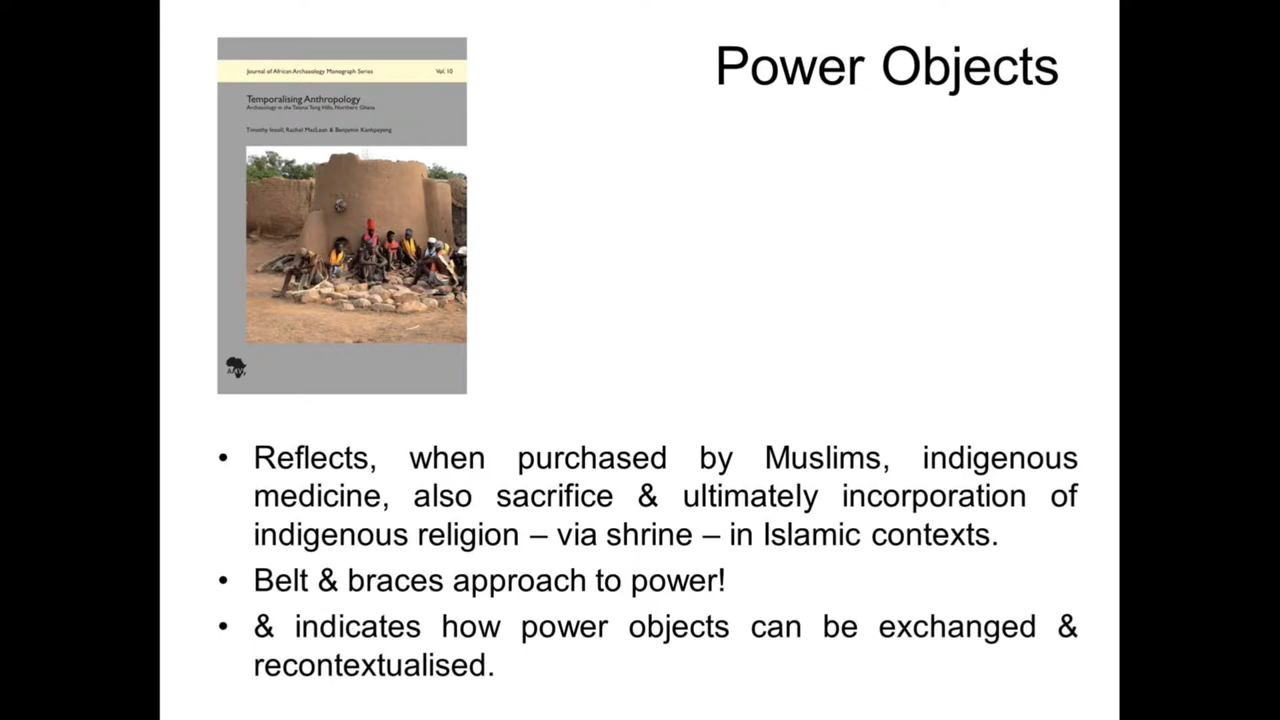 Power Objects
Journal of African Archaeology Monograph Series Vol. 10
Temporalising Anthropology
Archaeology in the Talensi Tong Hills, Northern Ghana
Timothy Insoll, Rachel MacLean & Benjamin Kankpeyeng
• Reflects, when purchased by Muslims, indigenous
medicine, also sacrifice & ultimately incorporation of
indigenous religion – via shrine – in Islamic contexts.
• Belt & braces approach to power!
• & indicates how power objects can be exchanged &
recontextualised.